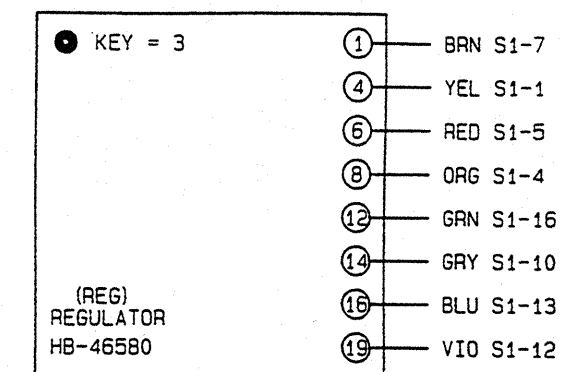 KEY = 3
1 BRN S1-7
4 YEL S1-1
6 RED S1-5
8 ORG S1-4
12 GRN S1-16
14 GRY S1-10
16 BLU S1-13
19 VIO S1-12
(REG)
REGULATOR
HB-46580